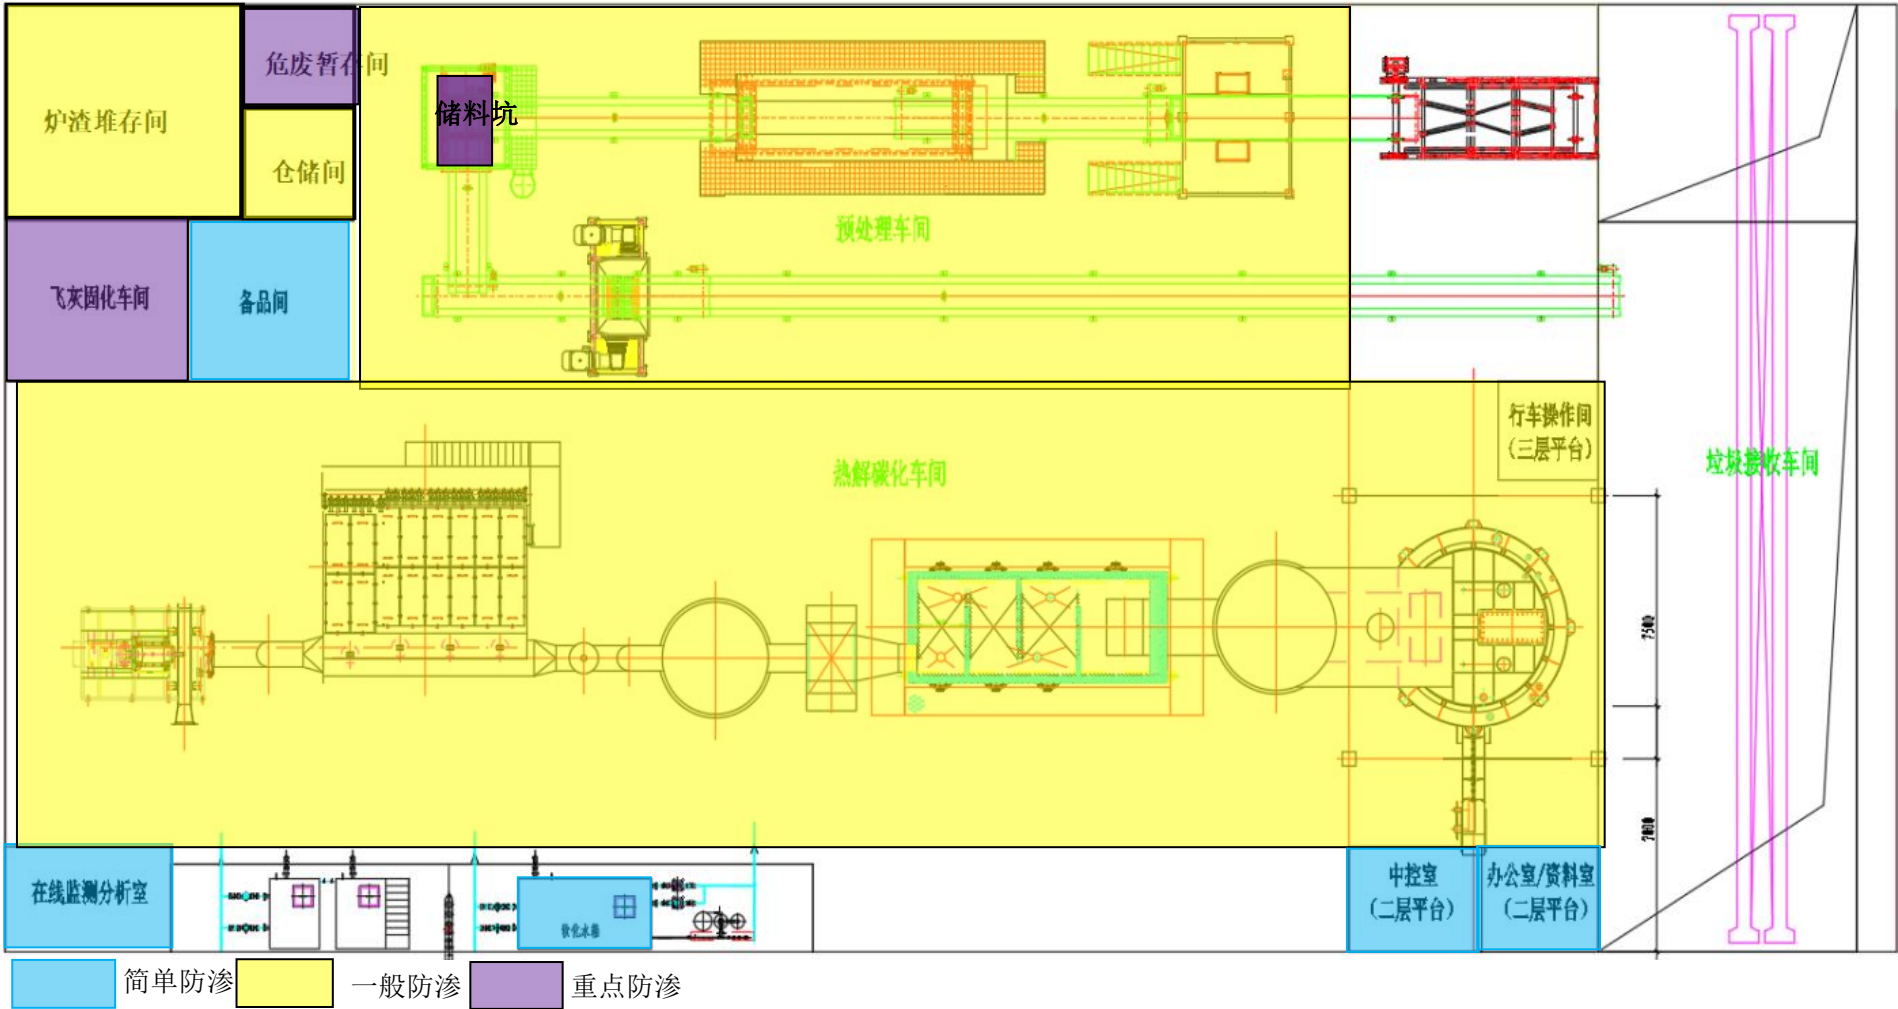 危废暂存间
储料坑
炉渣堆存间
仓储间
预处理车间
飞灰固化车间
备品间
行车操作间
（三层平台）
热解碳化车间
垃圾接收车间
7500
2800
在线监测分析室
软化水箱
中控室
（二层平台）
办公室/资料室
（二层平台）
简单防渗
一般防渗
重点防渗